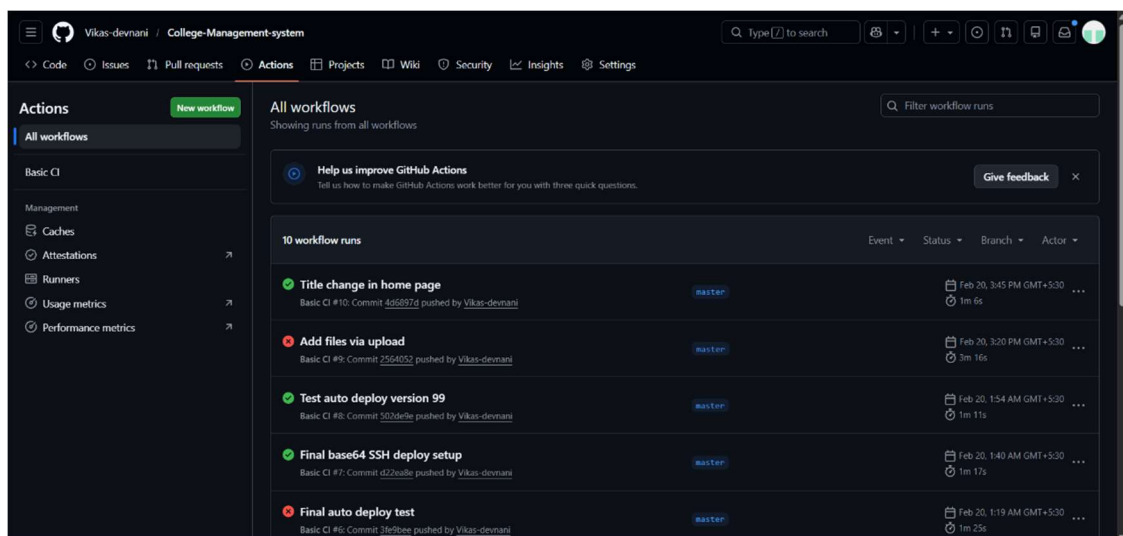 Vikas-devnani / College-Management-system
Type / to search
Code Issues Pull requests Actions Projects Wiki Security Insights Settings
Actions
New workflow
All workflows
Basic CI
Management
Caches
Attestations
Runners
Usage metrics
Performance metrics
All workflows
Showing runs from all workflows
Filter workflow runs
Help us improve GitHub Actions
Tell us how to make GitHub Actions work better for you with three quick questions.
Give feedback
10 workflow runs
Event Status Branch Actor
Title change in home page
Basic CI #10: Commit 4d6897d pushed by Vikas-devnani
master
Feb 20, 3:45 PM GMT+5:30
1m 6s
Add files via upload
Basic CI #9: Commit 2564052 pushed by Vikas-devnani
master
Feb 20, 3:20 PM GMT+5:30
3m 16s
Test auto deploy version 99
Basic CI #8: Commit 502de9e pushed by Vikas-devnani
master
Feb 20, 1:54 AM GMT+5:30
1m 11s
Final base64 SSH deploy setup
Basic CI #7: Commit d22ea8e pushed by Vikas-devnani
master
Feb 20, 1:40 AM GMT+5:30
1m 17s
Final auto deploy test
Basic CI #6: Commit 3fe9bee pushed by Vikas-devnani
master
Feb 20, 1:19 AM GMT+5:30
1m 25s